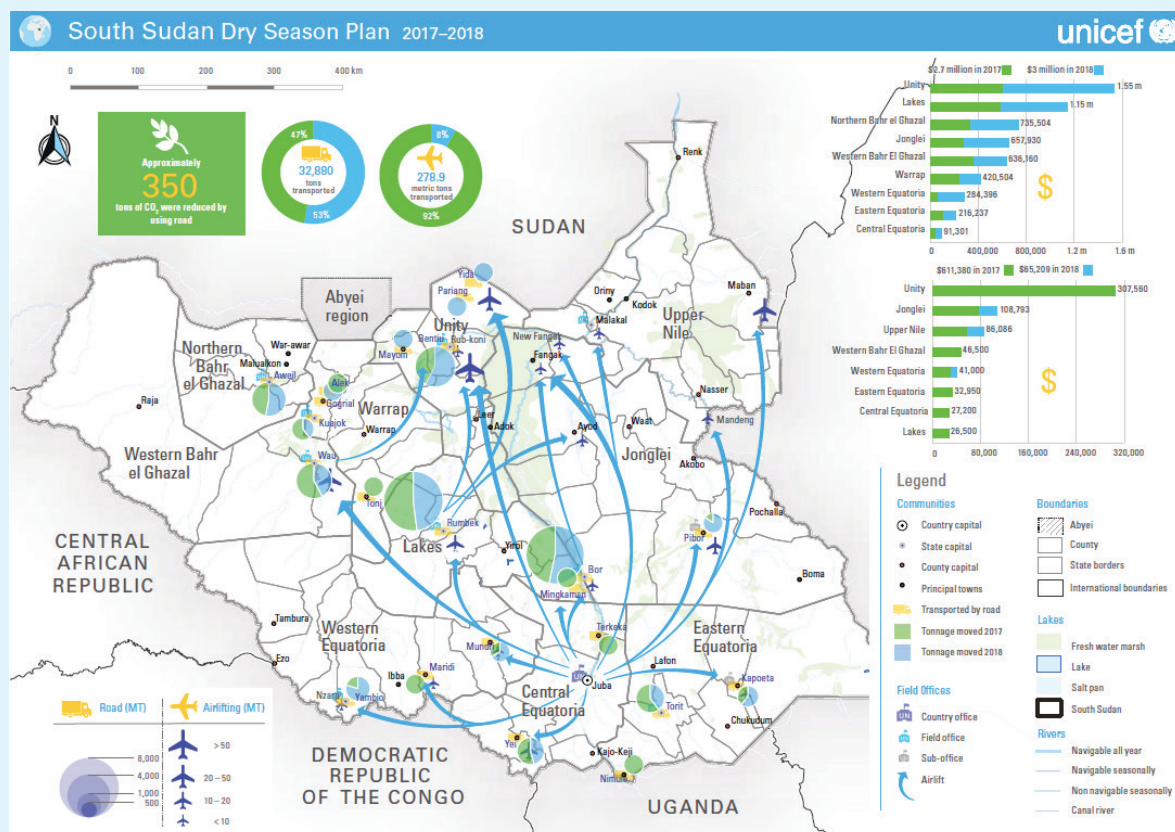 South Sudan Dry Season Plan 2017–2018
unicef
0 100 200 300 400 km
N
Approximately
350
tons of CO₂ were reduced by
using road
47%
32,880
tons
transported
53%
8%
278.9
metric tons
transported
92%
$2.7 million in 2017 $3 million in 2018
Unity 1.55 m
Lakes 1.15 m
Northern Bahr el Ghazal 735,504
Jonglei 657,930
Western Bahr El Ghazal 636,160
Warrap 420,504
Western Equatoria 284,396
Eastern Equatoria 216,237
Central Equatoria 91,301
0 400,000 800,000 1.2 m 1.6 m
$
$611,380 in 2017 $65,209 in 2018
Unity 307,560
Jonglei 108,793
Upper Nile 86,086
Western Bahr El Ghazal 46,500
Western Equatoria 41,000
Eastern Equatoria 32,950
Central Equatoria 27,200
Lakes 26,500
0 80,000 160,000 240,000 320,000
$
SUDAN
Renk
Abyei
region
Yida
Pariang
Unity
Bentiu
Rub-koni
Mayom
Oriny
Kodok
Malakal
Maban
Upper
Nile
New Fangak
Fangak
Northern
Bahr
el Ghazal
War-awar
Malualkon
Aweil
Alek
Gogrial
Warrap
Kuajok
Warrap
Raja
Western Bahr
el Ghazal
Wau
Leer
Adok
Ayod
Waat
Nasser
Mandeng
Jonglei
Akobo
Pochalla
Tonj
Rumbek
Lakes
Yirol
Pibor
Boma
Bor
Mingkaman
CENTRAL
AFRICAN
REPUBLIC
Tambura
Western
Equatoria
Ezo
Ibba
Maridi
Nzara
Yambio
Mundri
Terkeka
Lafon
Eastern
Equatoria
Kapoeta
Juba
UN
Central
Equatoria
Torit
Chukudum
Yei
Kajo-Keji
Nimule
DEMOCRATIC
REPUBLIC
OF THE CONGO
UGANDA
Road (MT)
8,000
4,000
1,000
500
Airlifting (MT)
> 50
20 – 50
10 – 20
< 10
Legend
Communities
Country capital
State capital
County capital
Principal towns
Transported by road
Tonnage moved 2017
Tonnage moved 2018
Field Offices
UN
Country office
Field office
Sub-office
Airlift
Boundaries
Abyei
County
State borders
International boundaries
Lakes
Fresh water marsh
Lake
Salt pan
South Sudan
Rivers
Navigable all year
Navigable seasonally
Non navigable seasonally
Canal river